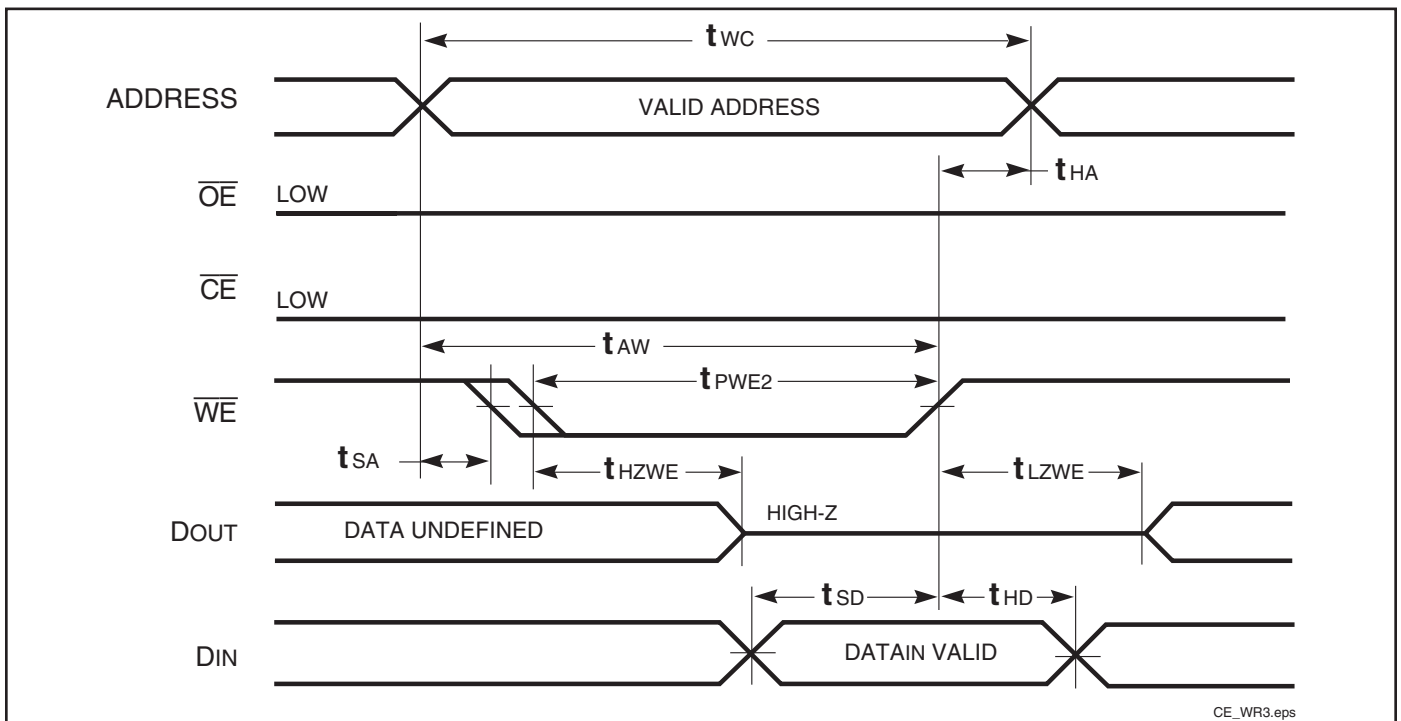 tWC
ADDRESS
VALID ADDRESS
tHA
OE
LOW
CE
LOW
tAW
tPWE2
WE
tSA
tHZWE
tLZWE
DOUT
DATA UNDEFINED
HIGH-Z
tSD
tHD
DIN
DATAIN VALID
CE_WR3.eps